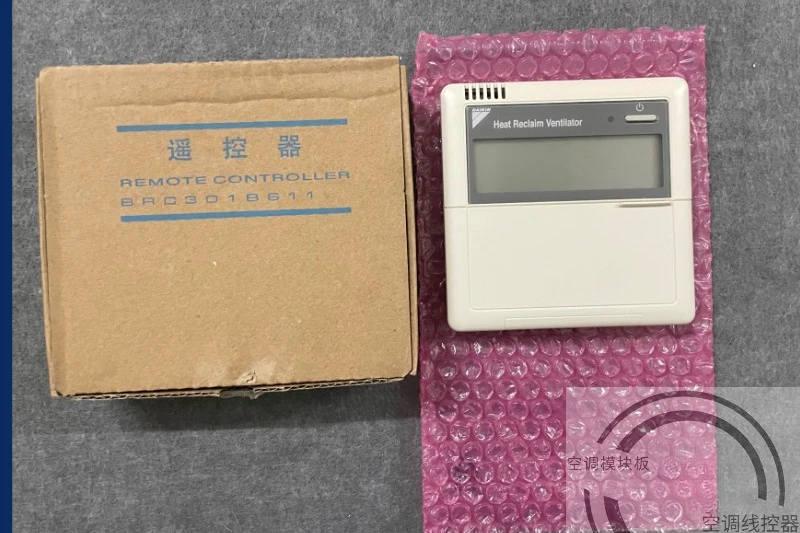 遥控器
REMOTE CONTROLLER
BRC301B611
DAIKIN
Heat Reclaim Ventilator
空调模块板
空调线控器